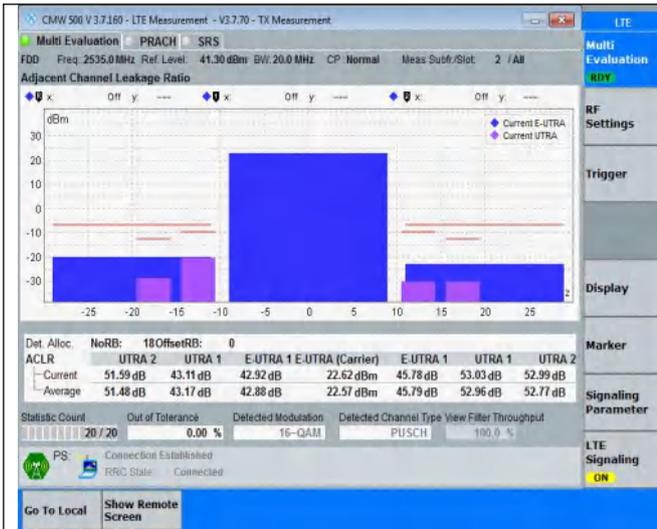 CMW 500 V 3.7.160 - LTE Measurement - V3.7.70 - TX Measurement
LTE
Multi Evaluation PRACH SRS
FDD Freq.:2535.0 MHz Ref. Level: 41.30 dBm BW: 20.0 MHz CP :Normal Meas Subfr./Slot: 2 / All
Adjacent Channel Leakage Ratio
x: Off y: --- x: Off y: --- x: Off y: ---
dBm
Current E-UTRA
Current UTRA
30
20
10
0
-10
-20
-30
-25 -20 -15 -10 -5 0 5 10 15 20 25
Det. Alloc. NoRB: 18 OffsetRB: 0
ACLR UTRA 2 UTRA 1 E-UTRA 1 E-UTRA (Carrier) E-UTRA 1 UTRA 1 UTRA 2
Current 51.59 dB 43.11 dB 42.92 dB 22.62 dBm 45.78 dB 53.03 dB 52.99 dB
Average 51.48 dB 43.17 dB 42.88 dB 22.57 dBm 45.79 dB 52.96 dB 52.77 dB
Statistic Count Out of Tolerance Detected Modulation Detected Channel Type View Filter Throughput
20 / 20 0.00 % 16-QAM PUSCH 100.0 %
PS: Connection Established
RRC State Connected
Multi
Evaluation
RDY
RF
Settings
Trigger
Display
Marker
Signaling
Parameter
LTE
Signaling
ON
Go To Local
Show Remote
Screen